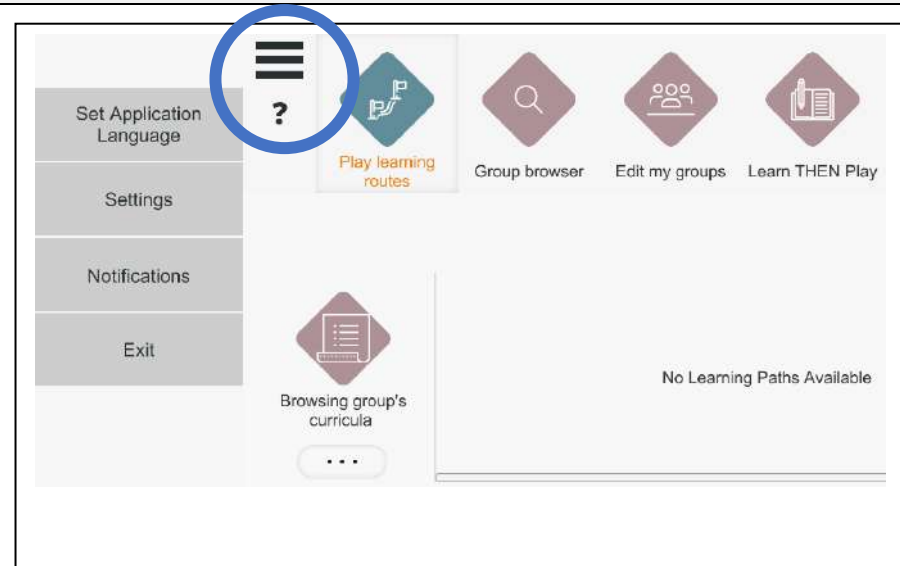 Set Application
Language
Settings
Notifications
Exit
?
Play learning
routes
Group browser
Edit my groups
Learn THEN Play
Browsing group's
curricula
...
No Learning Paths Available